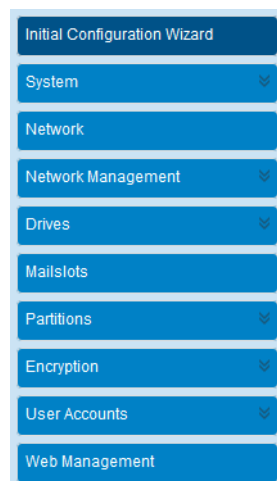 Initial Configuration Wizard
System
Network
Network Management
Drives
Mailslots
Partitions
Encryption
User Accounts
Web Management